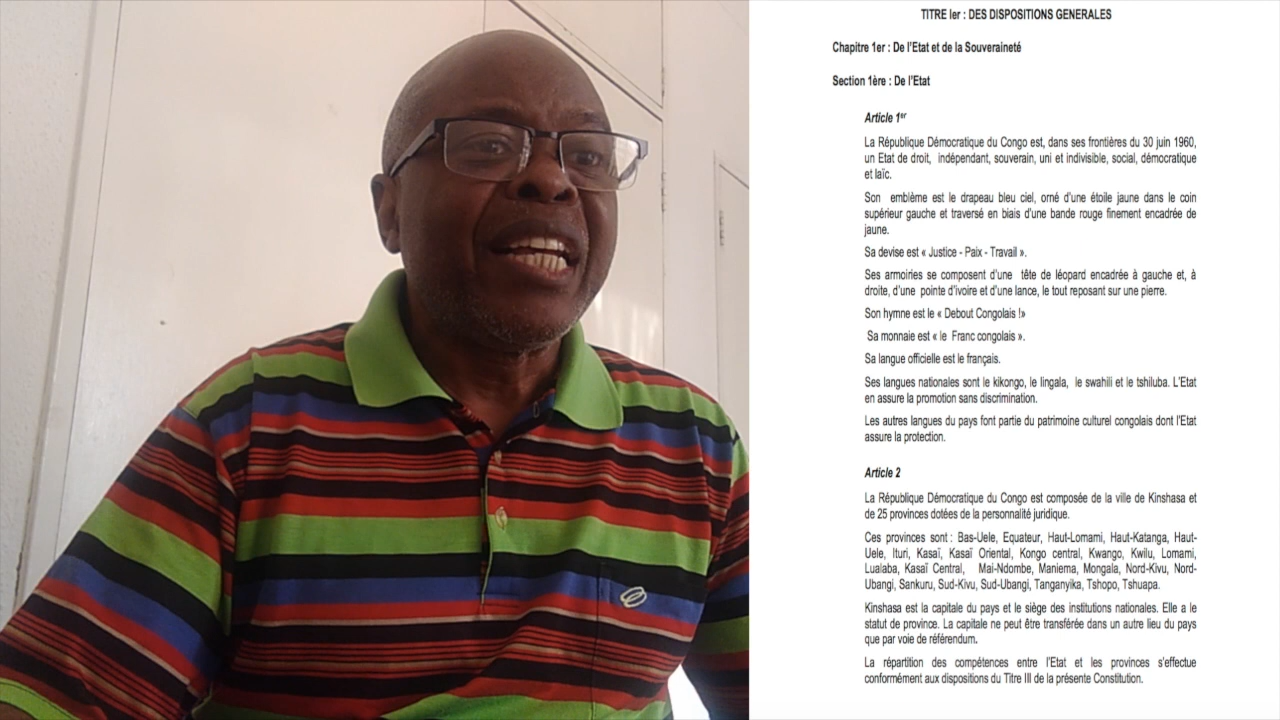 TITRE Ier : DES DISPOSITIONS GENERALES
Chapitre 1er : De l'Etat et de la Souveraineté
Section 1ère : De l'Etat
Article 1er
La République Démocratique du Congo est, dans ses frontières du 30 juin 1960,
un Etat de droit, indépendant, souverain, uni et indivisible, social, démocratique
et laïc.
Son emblème est le drapeau bleu ciel, orné d'une étoile jaune dans le coin
supérieur gauche et traversé en biais d'une bande rouge finement encadrée de
jaune.
Sa devise est « Justice - Paix - Travail ».
Ses armoiries se composent d'une tête de léopard encadrée à gauche et, à
droite, d'une pointe d'ivoire et d'une lance, le tout reposant sur une pierre.
Son hymne est le « Debout Congolais !»
Sa monnaie est « le Franc congolais ».
Sa langue officielle est le français.
Ses langues nationales sont le kikongo, le lingala, le swahili et le tshiluba. L'Etat
en assure la promotion sans discrimination.
Les autres langues du pays font partie du patrimoine culturel congolais dont l'Etat
assure la protection.
Article 2
La République Démocratique du Congo est composée de la ville de Kinshasa et
de 25 provinces dotées de la personnalité juridique.
Ces provinces sont : Bas-Uele, Equateur, Haut-Lomami, Haut-Katanga, Haut-
Uele, Ituri, Kasaï, Kasaï Oriental, Kongo central, Kwango, Kwilu, Lomami,
Lualaba, Kasaï Central, Mai-Ndombe, Maniema, Mongala, Nord-Kivu, Nord-
Ubangi, Sankuru, Sud-Kivu, Sud-Ubangi, Tanganyika, Tshopo, Tshuapa.
Kinshasa est la capitale du pays et le siège des institutions nationales. Elle a le
statut de province. La capitale ne peut être transférée dans un autre lieu du pays
que par voie de référendum.
La répartition des compétences entre l'Etat et les provinces s'effectue
conformément aux dispositions du Titre III de la présente Constitution.